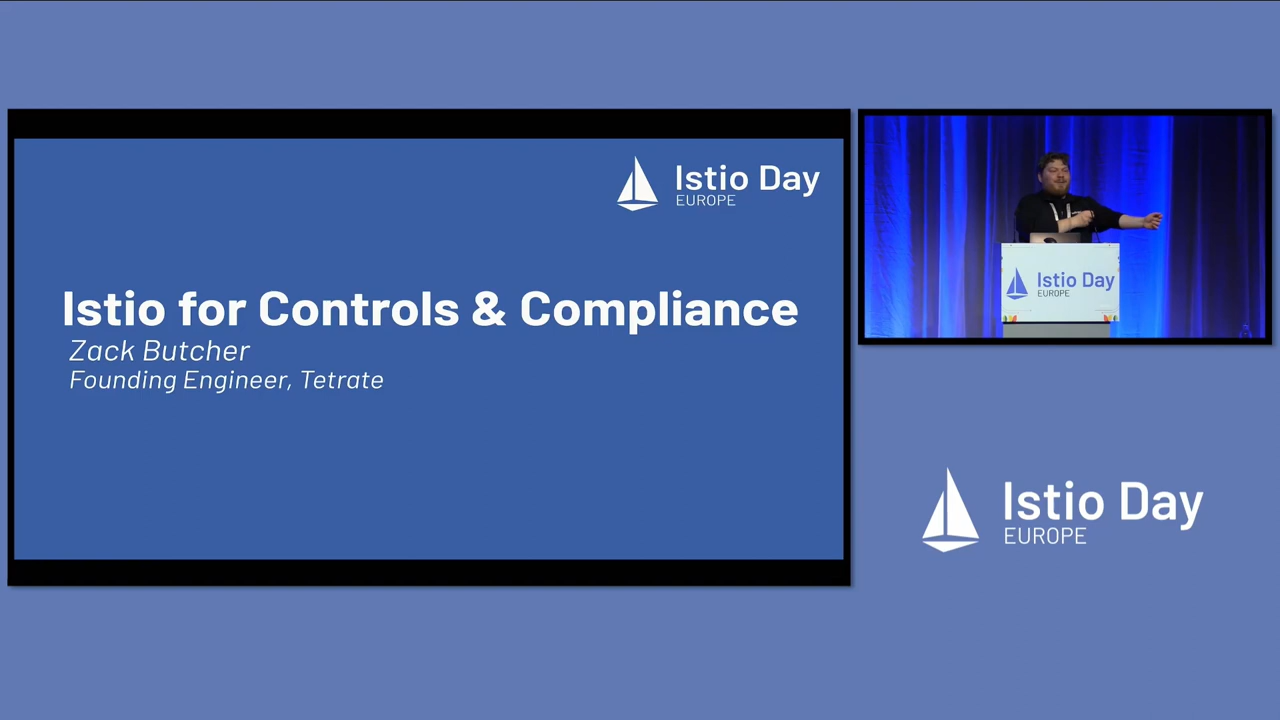 Istio Day
EUROPE
Istio for Controls & Compliance
Zack Butcher
Founding Engineer, Tetrate
Istio Day
EUROPE
Istio Day
EUROPE